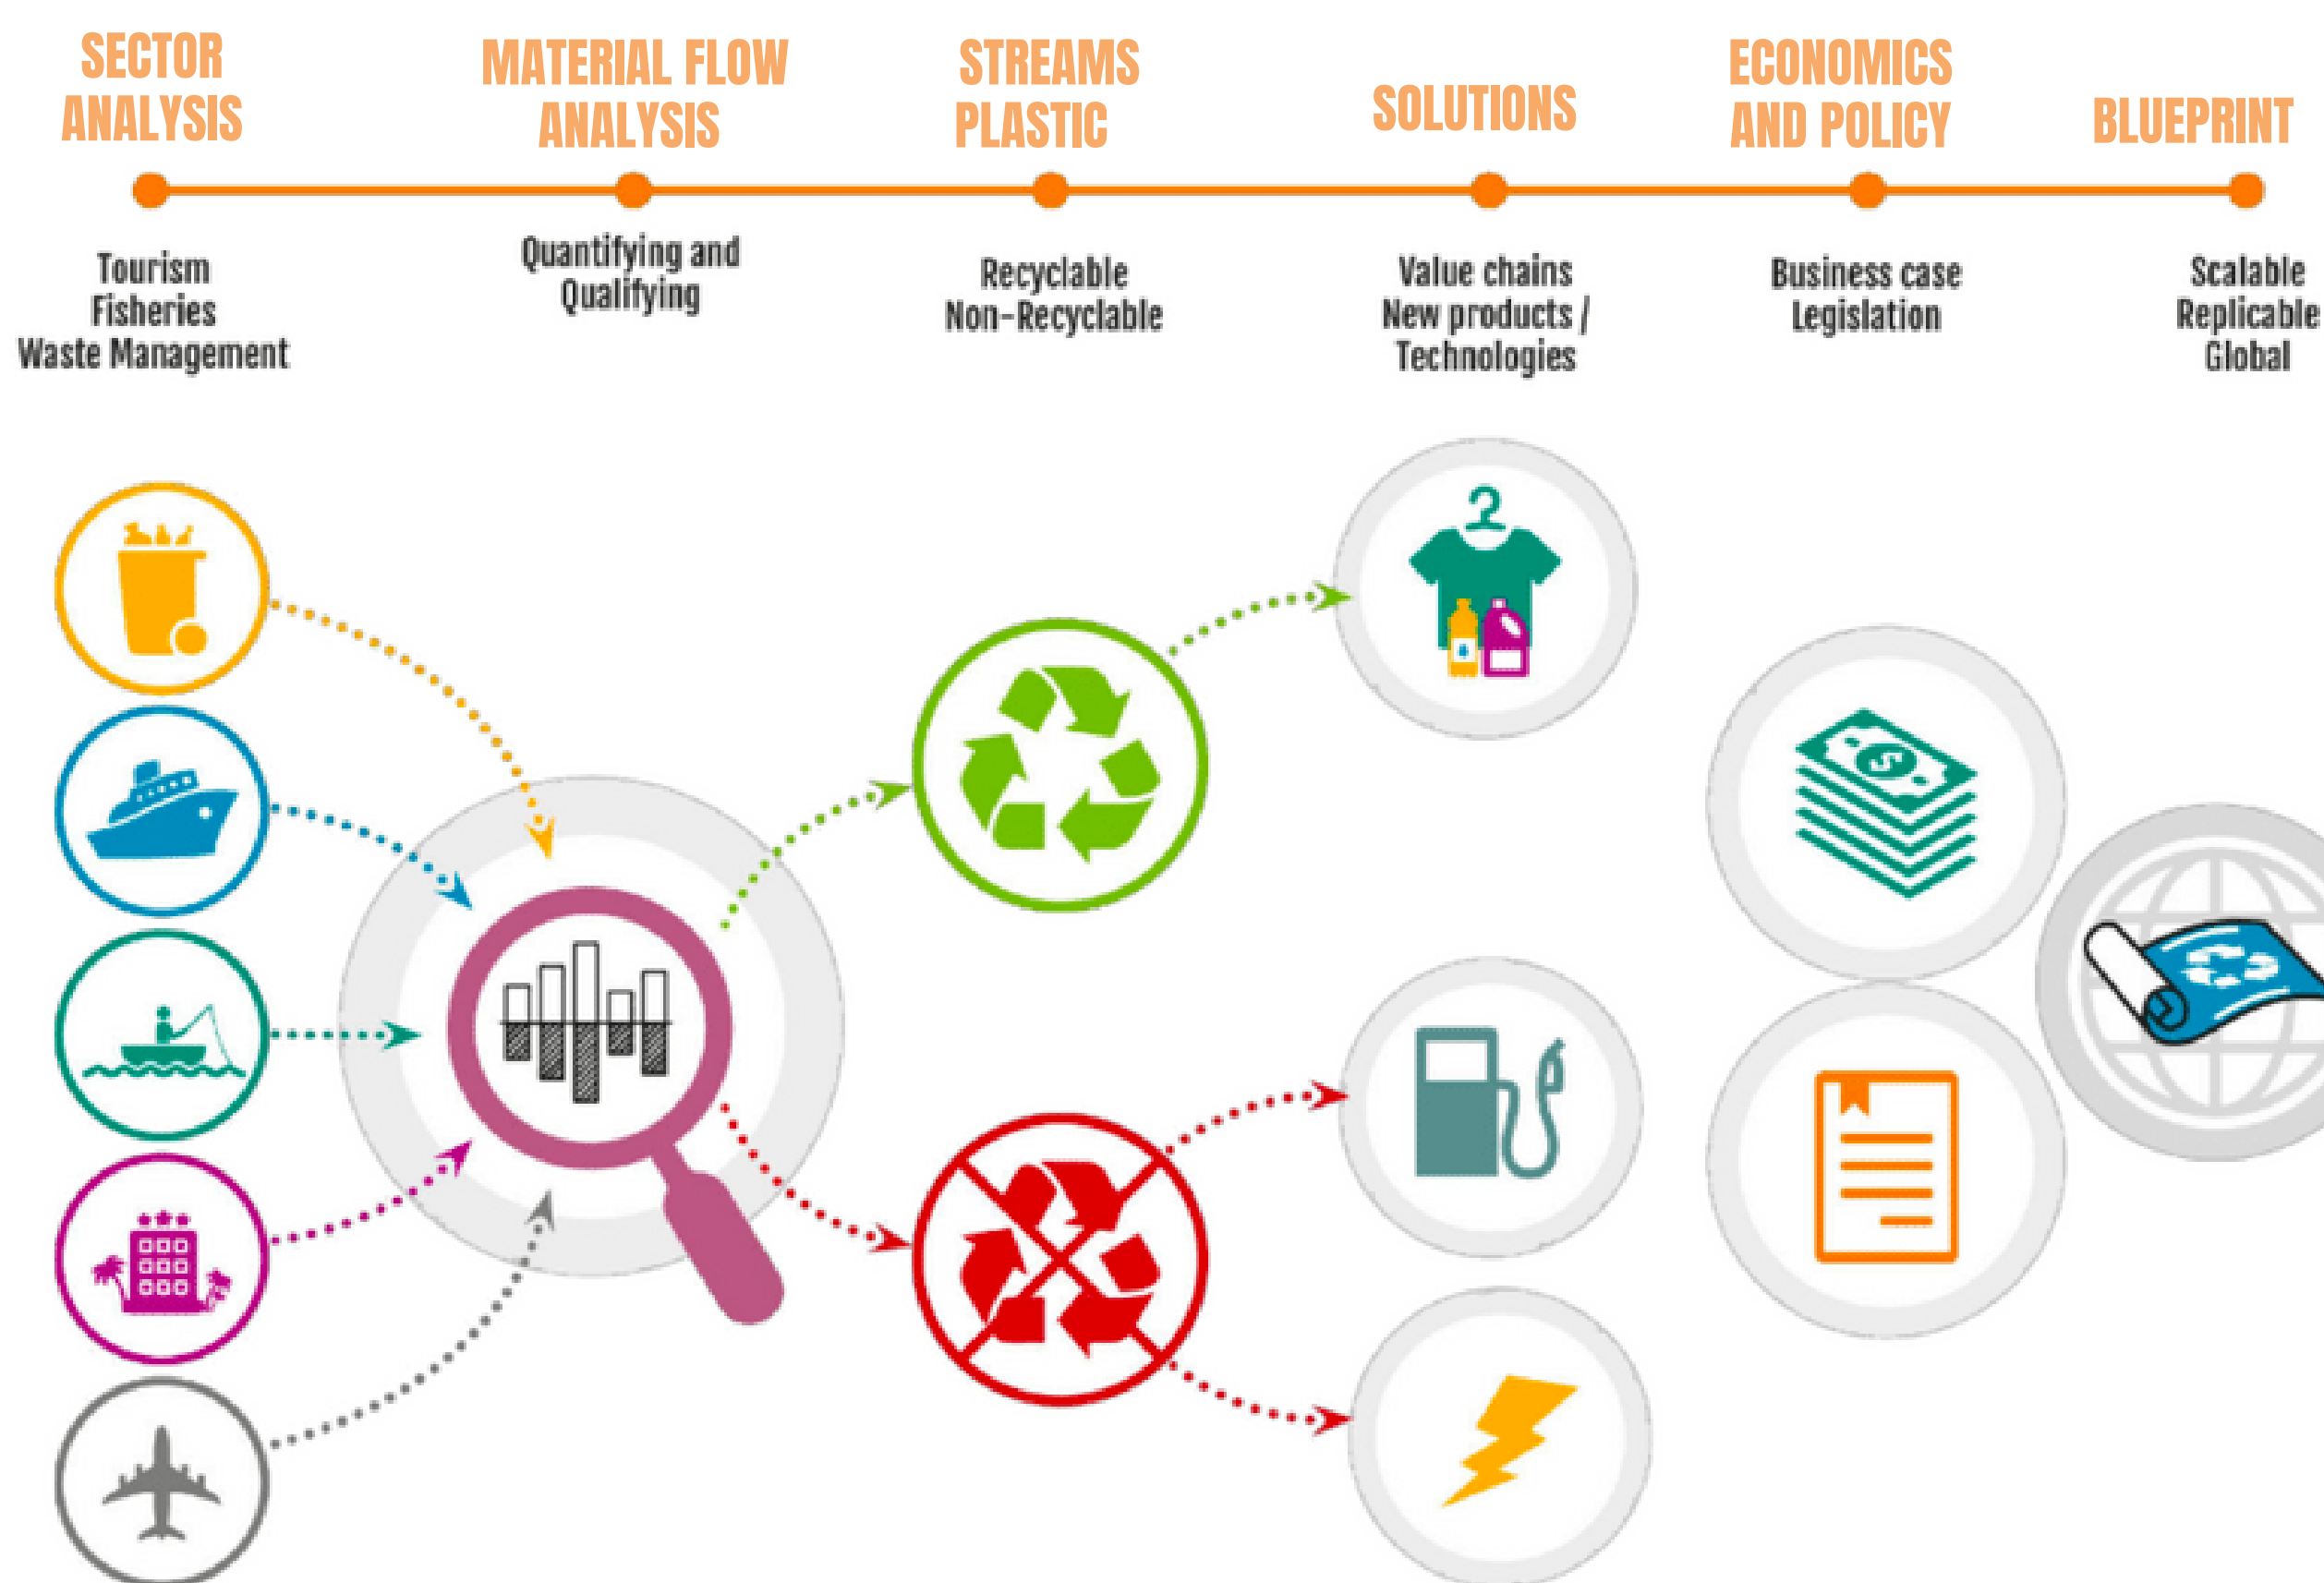 SECTOR
ANALYSIS
MATERIAL FLOW
ANALYSIS
STREAMS
PLASTIC
SOLUTIONS
ECONOMICS
AND POLICY
BLUEPRINT
Tourism
Fisheries
Waste Management
Quantifying and
Qualifying
Recyclable
Non-Recyclable
Value chains
New products /
Technologies
Business case
Legislation
Scalable
Replicable
Global
$